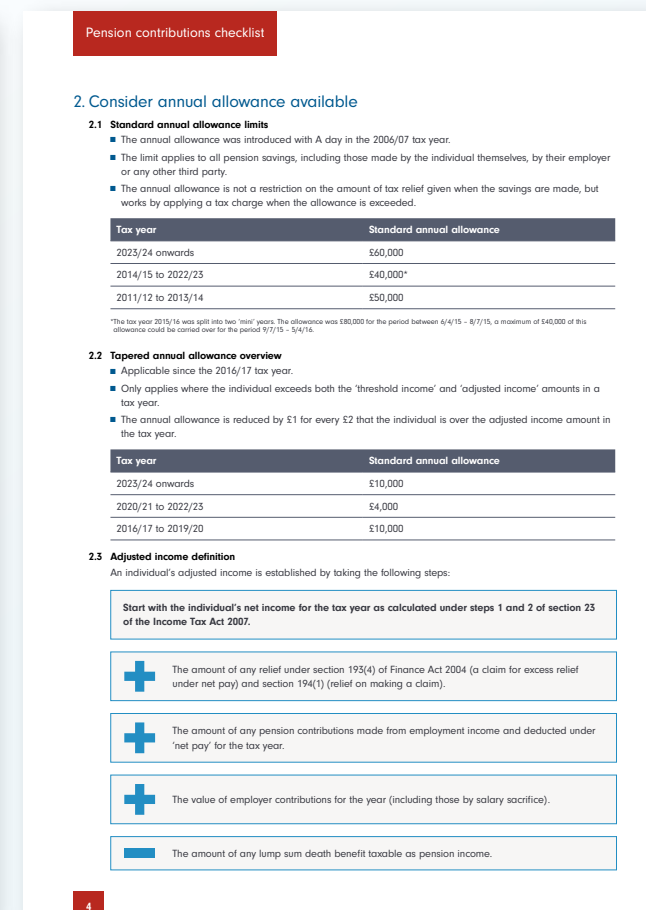 Pension contributions checklist
2. Consider annual allowance available
2.1 Standard annual allowance limits
■ The annual allowance was introduced with A day in the 2006/07 tax year.
■ The limit applies to all pension savings, including those made by the individual themselves, by their employer
or any other third party.
■ The annual allowance is not a restriction on the amount of tax relief given when the savings are made, but
works by applying a tax charge when the allowance is exceeded.
Tax year Standard annual allowance
2023/24 onwards £60,000
2014/15 to 2022/23 £40,000*
2011/12 to 2013/14 £50,000
*The tax year 2015/16 was split into two 'mini' years. The allowance was £80,000 for the period between 6/4/15 – 8/7/15, a maximum of £40,000 of this
allowance could be carried over for the period 9/7/15 – 5/4/16.
2.2 Tapered annual allowance overview
■ Applicable since the 2016/17 tax year.
■ Only applies where the individual exceeds both the 'threshold income' and 'adjusted income' amounts in a
tax year.
■ The annual allowance is reduced by £1 for every £2 that the individual is over the adjusted income amount in
the tax year.
Tax year Standard annual allowance
2023/24 onwards £10,000
2020/21 to 2022/23 £4,000
2016/17 to 2019/20 £10,000
2.3 Adjusted income definition
An individual's adjusted income is established by taking the following steps:
Start with the individual's net income for the tax year as calculated under steps 1 and 2 of section 23
of the Income Tax Act 2007.
The amount of any relief under section 193(4) of Finance Act 2004 (a claim for excess relief
under net pay) and section 194(1) (relief on making a claim).
The amount of any pension contributions made from employment income and deducted under
'net pay' for the tax year.
The value of employer contributions for the year (including those by salary sacrifice).
The amount of any lump sum death benefit taxable as pension income.
4